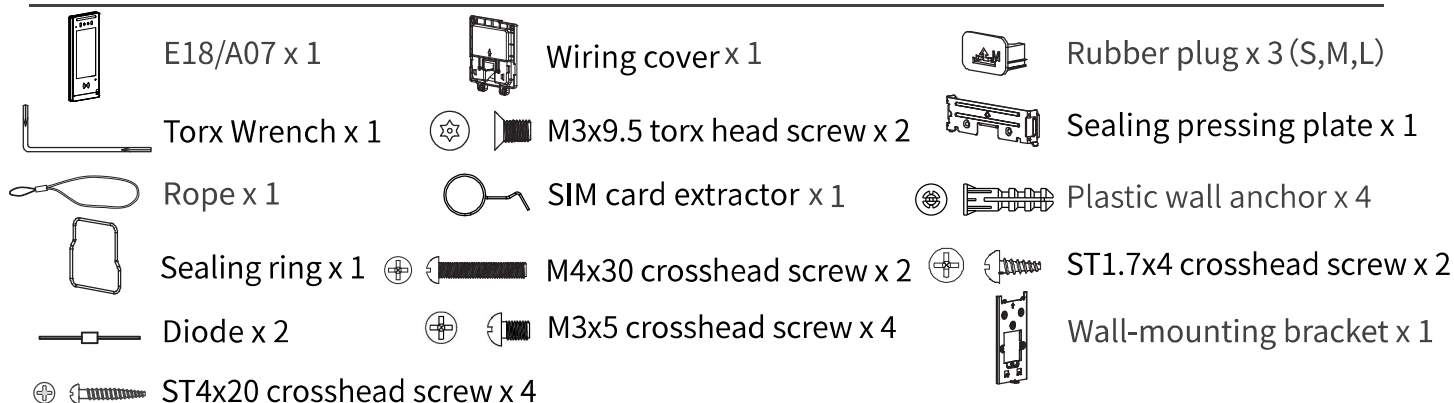 E18/A07 x 1
Wiring cover x 1
Rubber plug x 3(S,M,L)
Torx Wrench x 1
M3x9.5 torx head screw x 2
Sealing pressing plate x 1
Rope x 1
SIM card extractor x 1
Plastic wall anchor x 4
Sealing ring x 1
M4x30 crosshead screw x 2
ST1.7x4 crosshead screw x 2
Diode x 2
M3x5 crosshead screw x 4
Wall-mounting bracket x 1
ST4x20 crosshead screw x 4